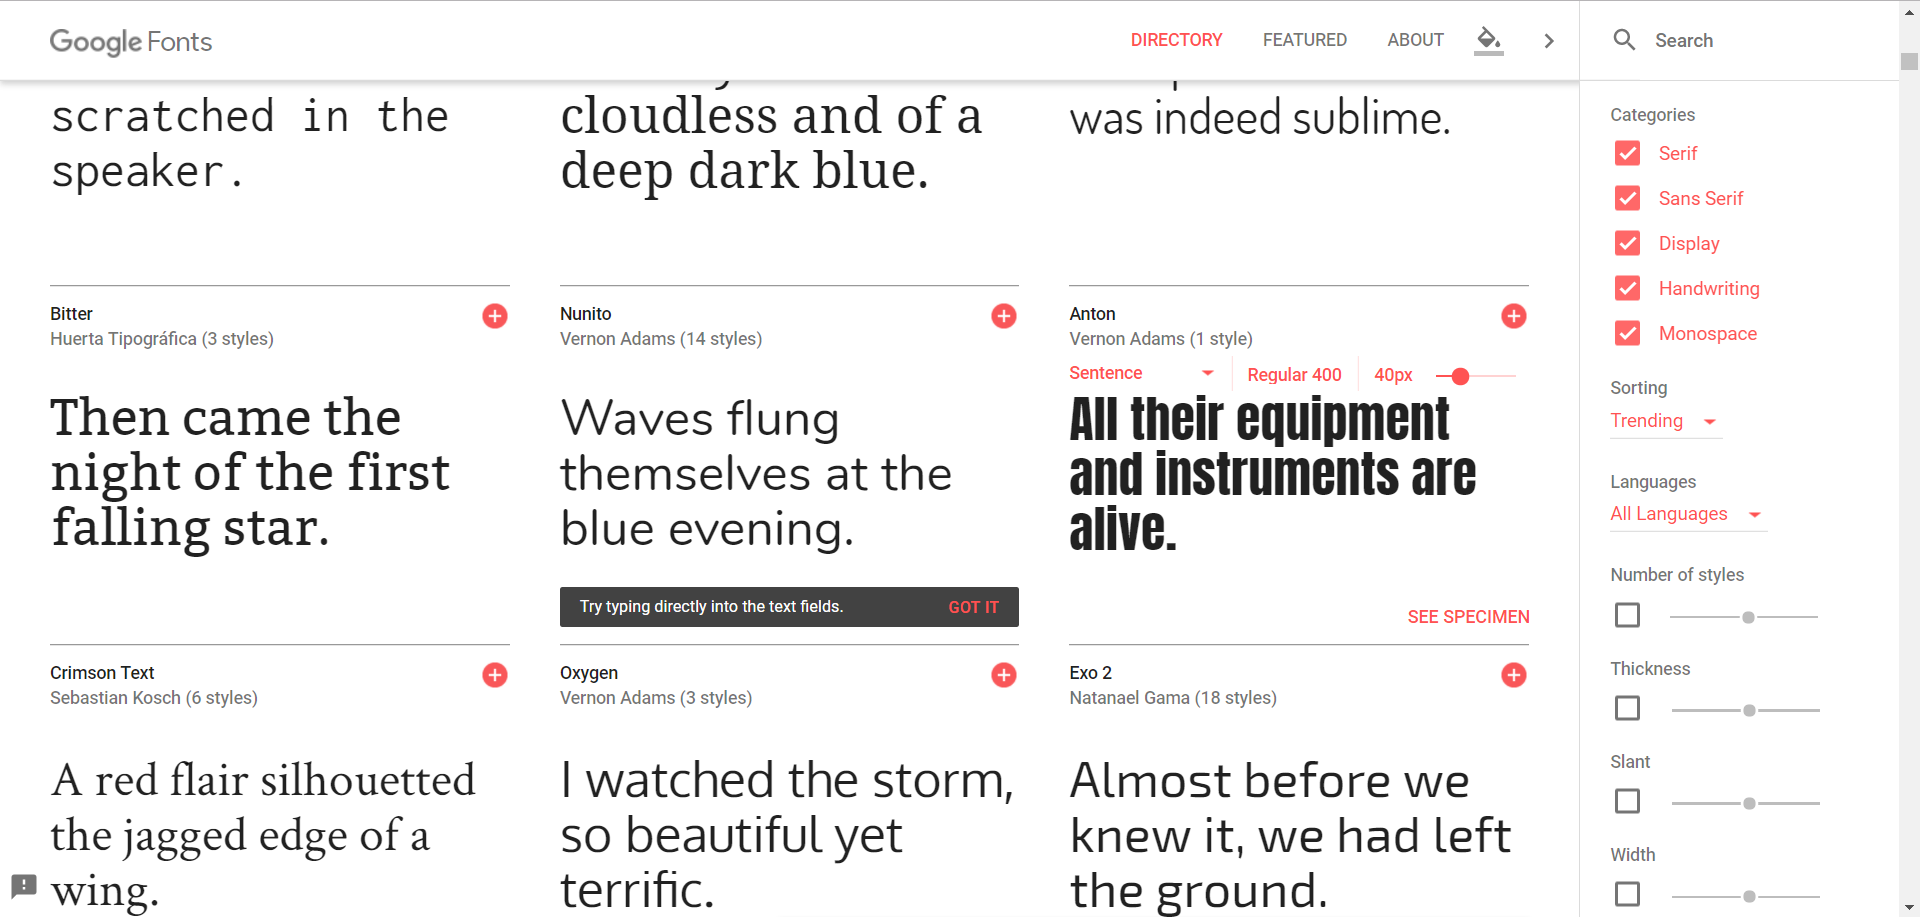 Google Fonts
DIRECTORY
FEATURED
ABOUT
Search
scratched in the
speaker.
cloudless and of a
deep dark blue.
was indeed sublime.
Bitter
Huerta Tipográfica (3 styles)
Then came the
night of the first
falling star.
Nunito
Vernon Adams (14 styles)
Waves flung
themselves at the
blue evening.
Try typing directly into the text fields.
GOT IT
Anton
Vernon Adams (1 style)
Sentence
Regular 400
40px
All their equipment
and instruments are
alive.
SEE SPECIMEN
Crimson Text
Sebastian Kosch (6 styles)
A red flair silhouetted
the jagged edge of a
wing.
Oxygen
Vernon Adams (3 styles)
I watched the storm,
so beautiful yet
terrific.
Exo 2
Natanael Gama (18 styles)
Almost before we
knew it, we had left
the ground.
Categories
Serif
Sans Serif
Display
Handwriting
Monospace
Sorting
Trending
Languages
All Languages
Number of styles
Thickness
Slant
Width